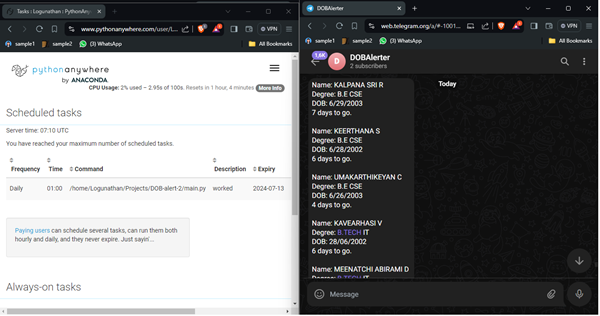 Tasks : Logunathan : PythonAny
www.pythonanywhere.com/user/L...
VPN
sample1
sample2
(3) WhatsApp
All Bookmarks
pythonanywhere
by ANACONDA.
CPU Usage: 2% used – 2.95s of 100s. Resets in 1 hour, 4 minutes More Info
Scheduled tasks
Server time: 07:10 UTC
You have reached your maximum number of scheduled tasks.
Frequency Time Command Description Expiry
Daily 01:00 /home/Logunathan/Projects/DOB-alert-2/main.py worked 2024-07-13
Paying users can schedule several tasks, can run them both
hourly and daily, and they never expire. Just sayin'...
Always-on tasks
DOBAlerter
web.telegram.org/a/#-1001...
VPN
sample1
sample2
(3) WhatsApp
All Bookmarks
1,6K
D
DOBAlerter
2 subscribers
Today
Name: KALPANA SRI R
Degree: B.E CSE
DOB: 6/29/2003
7 days to go.
Name: KEERTHANA S
Degree: B.E CSE
DOB: 6/28/2002
6 days to go.
Name: UMAKARTHIKEYAN C
Degree: B.E CSE
DOB: 6/26/2003
4 days to go.
Name: KAVEARHASI V
Degree: B.TECH IT
DOB: 28/06/2002
6 days to go.
Name: MEENATCHI ABIRAMI D
Degree: B.TECH IT
Message